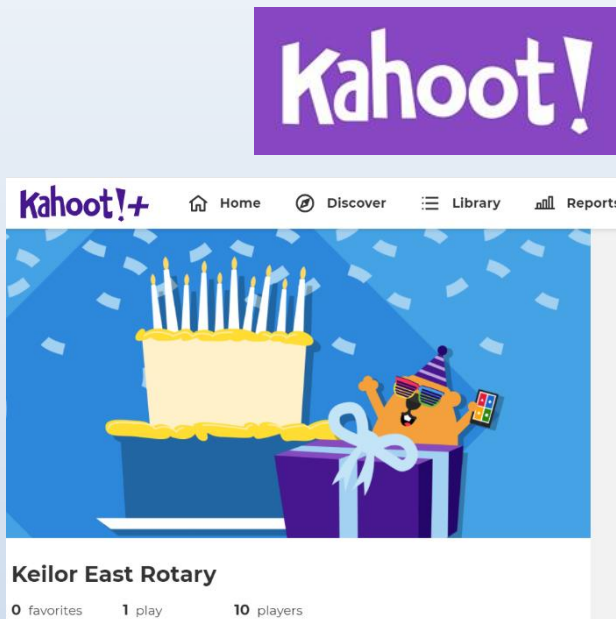 Kahoot!
Kahoot!+ Home Discover Library Reports
Keilor East Rotary
0 favorites 1 play 10 players